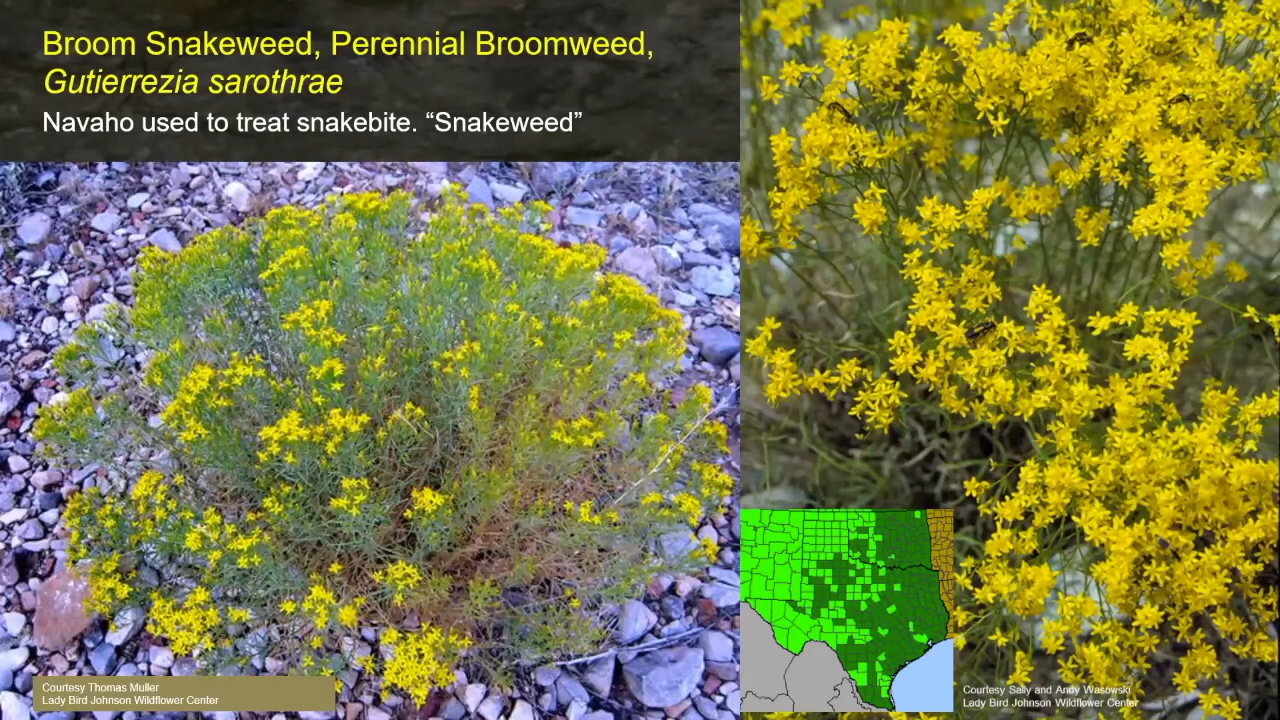 Broom Snakeweed, Perennial Broomweed,
Gutierrezia sarothrae
Navaho used to treat snakebite. “Snakeweed”
Courtesy Thomas Muller
Lady Bird Johnson Wildflower Center
Courtesy Sally and Andy Wasowski
Lady Bird Johnson Wildflower Center